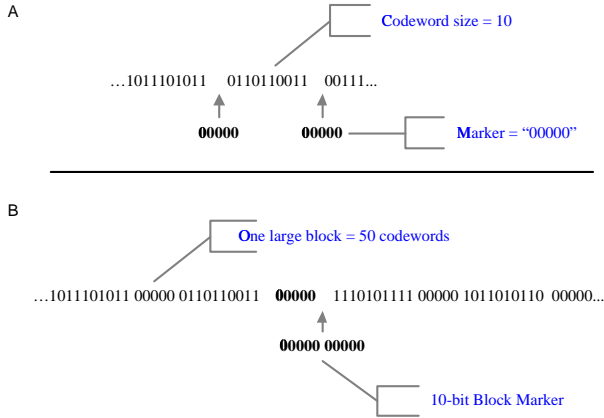 A
Codeword size = 10
…1011101011 0110110011 00111...
00000 00000
Marker = “00000”
B
One large block = 50 codewords
…1011101011 00000 0110110011 00000 1110101111 00000 1011010110 00000...
00000 00000
10-bit Block Marker